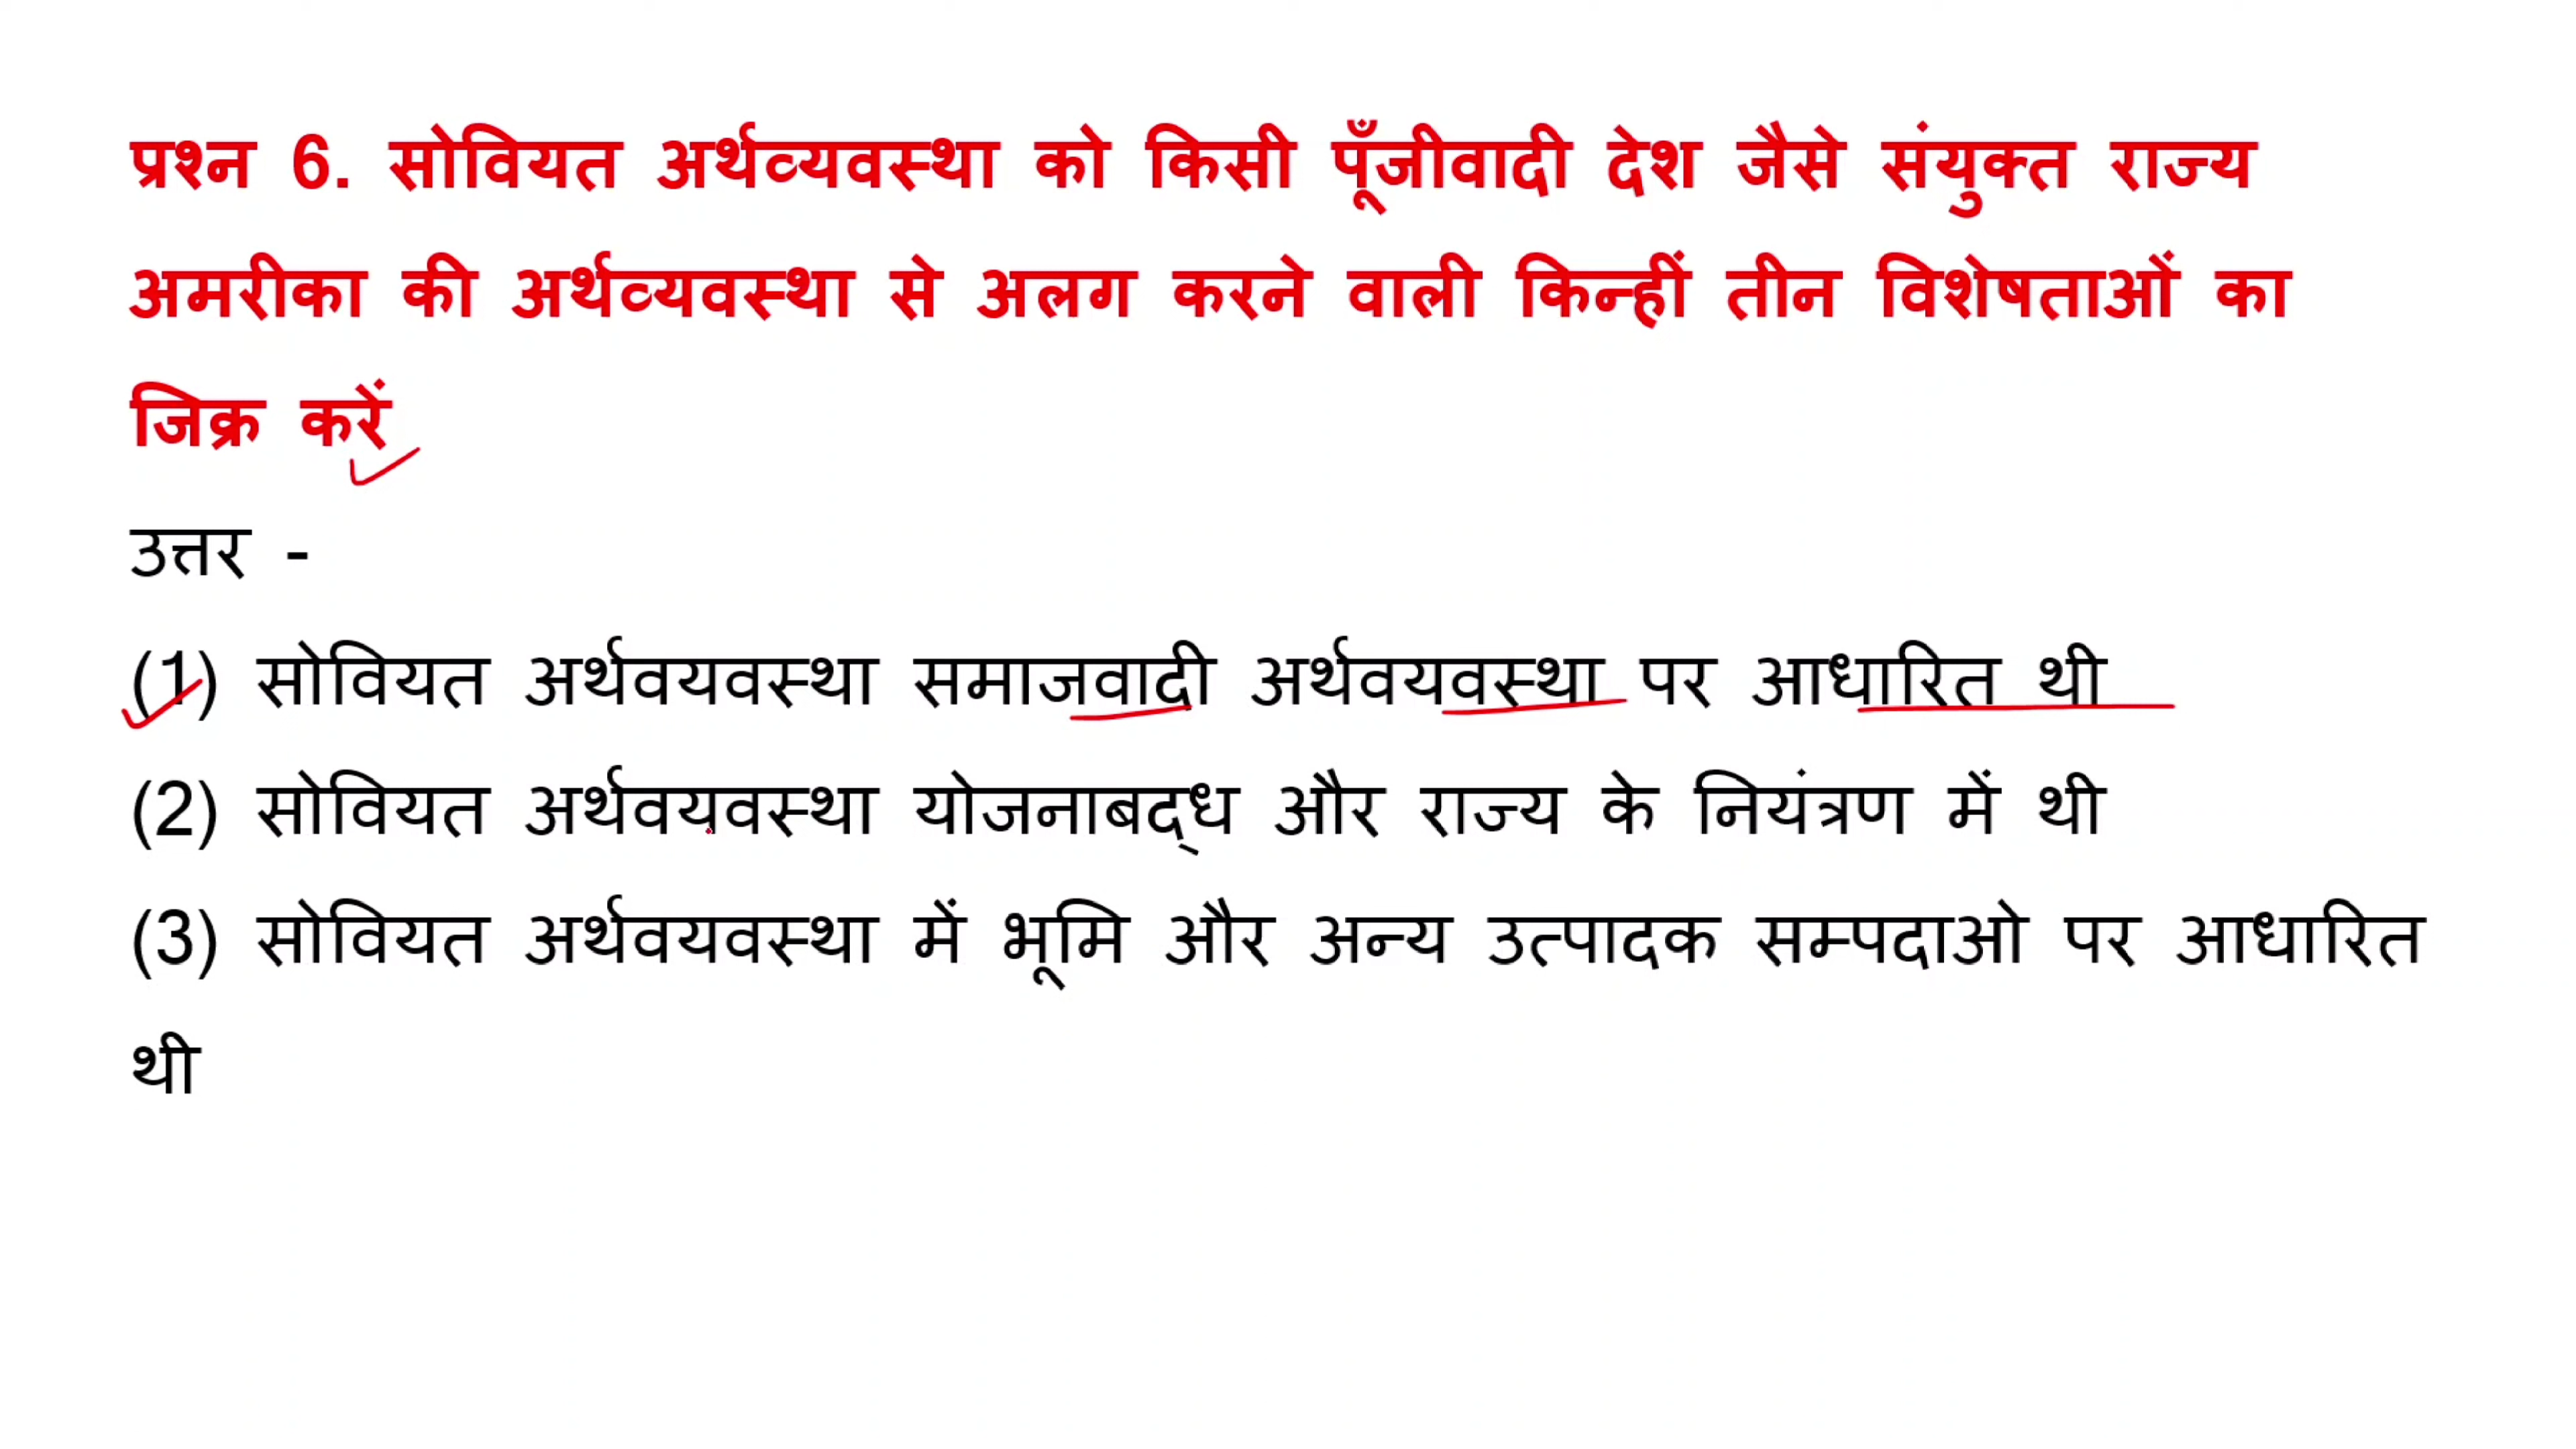 प्रश्न 6. सोवियत अर्थव्यवस्था को किसी पूँजीवादी देश जैसे संयुक्त राज्य
अमरीका की अर्थव्यवस्था से अलग करने वाली किन्हीं तीन विशेषताओं का
जिक्र करें
उत्तर -
(1) सोवियत अर्थवयवस्था समाजवादी अर्थवयवस्था पर आधारित थी
(2) सोवियत अर्थवयवस्था योजनाबद्ध और राज्य के नियंत्रण में थी
(3) सोवियत अर्थवयवस्था में भूमि और अन्य उत्पादक सम्पदाओ पर आधारित
थी